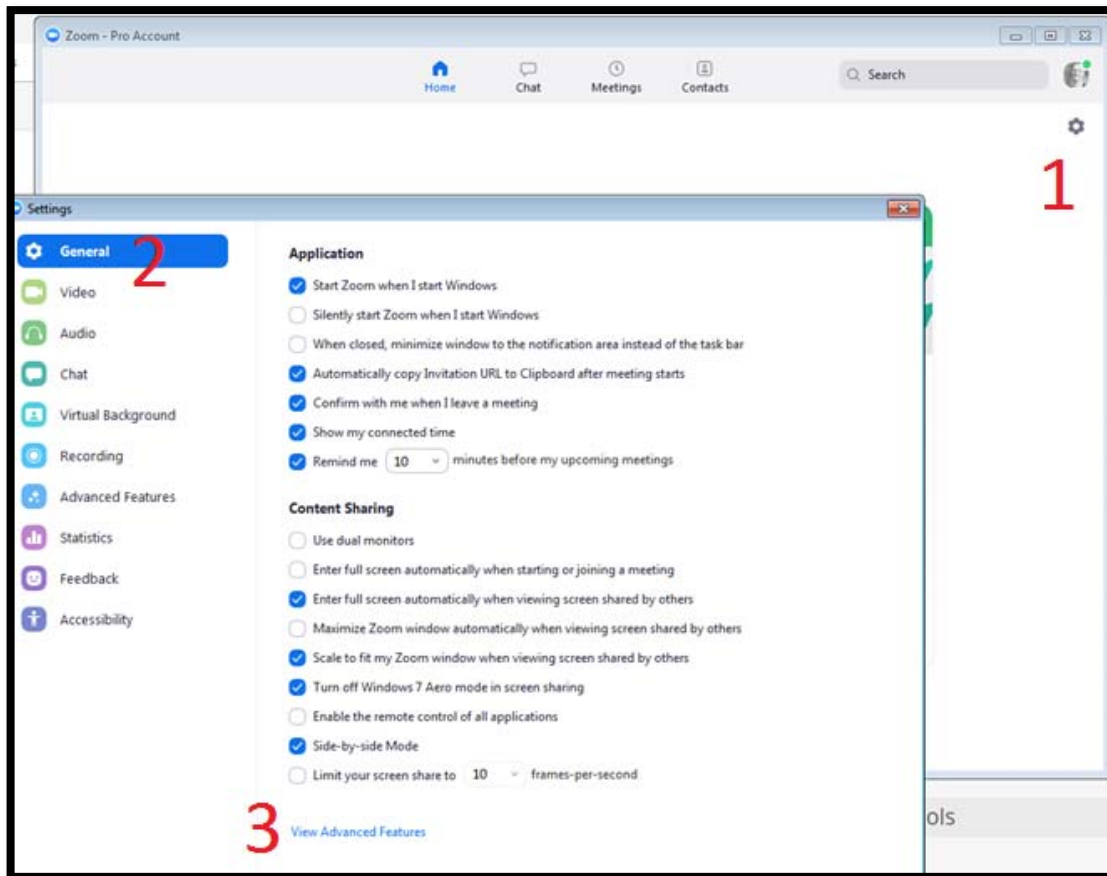 Zoom - Pro Account
Home
Chat
Meetings
Contacts
Search
1
Settings
General
2
Video
Audio
Chat
Virtual Background
Recording
Advanced Features
Statistics
Feedback
Accessibility
Application
Start Zoom when I start Windows
Silently start Zoom when I start Windows
When closed, minimize window to the notification area instead of the task bar
Automatically copy Invitation URL to Clipboard after meeting starts
Confirm with me when I leave a meeting
Show my connected time
Remind me 10 minutes before my upcoming meetings
Content Sharing
Use dual monitors
Enter full screen automatically when starting or joining a meeting
Enter full screen automatically when viewing screen shared by others
Maximize Zoom window automatically when viewing screen shared by others
Scale to fit my Zoom window when viewing screen shared by others
Turn off Windows 7 Aero mode in screen sharing
Enable the remote control of all applications
Side-by-side Mode
Limit your screen share to 10 frames-per-second
3 View Advanced Features
ols